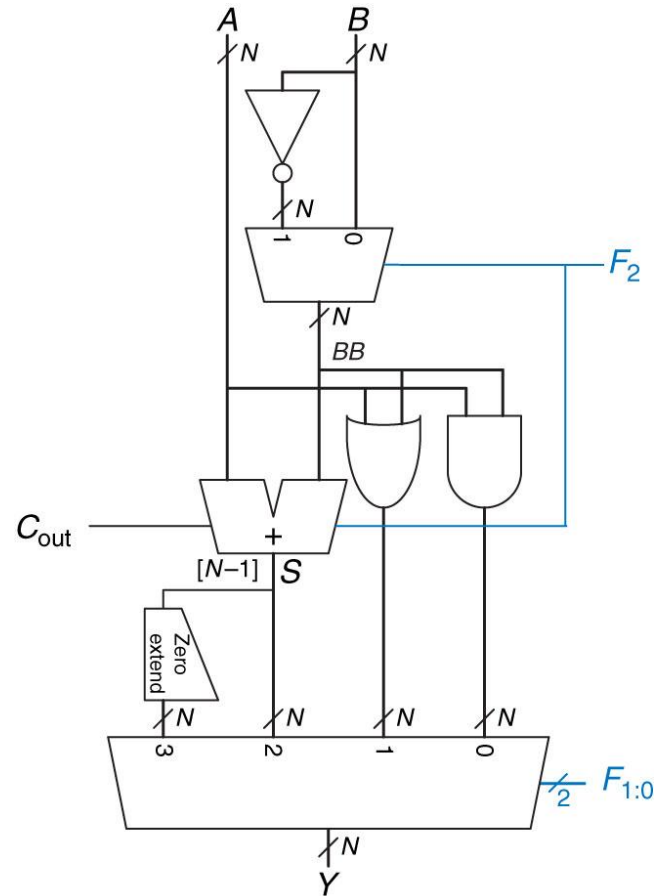 A B
N N
N
1 0
F2
N
BB
Cout
+
[N–1] S
Zero
extend
N N N N
3 2 1 0
2 F1:0
N
Y